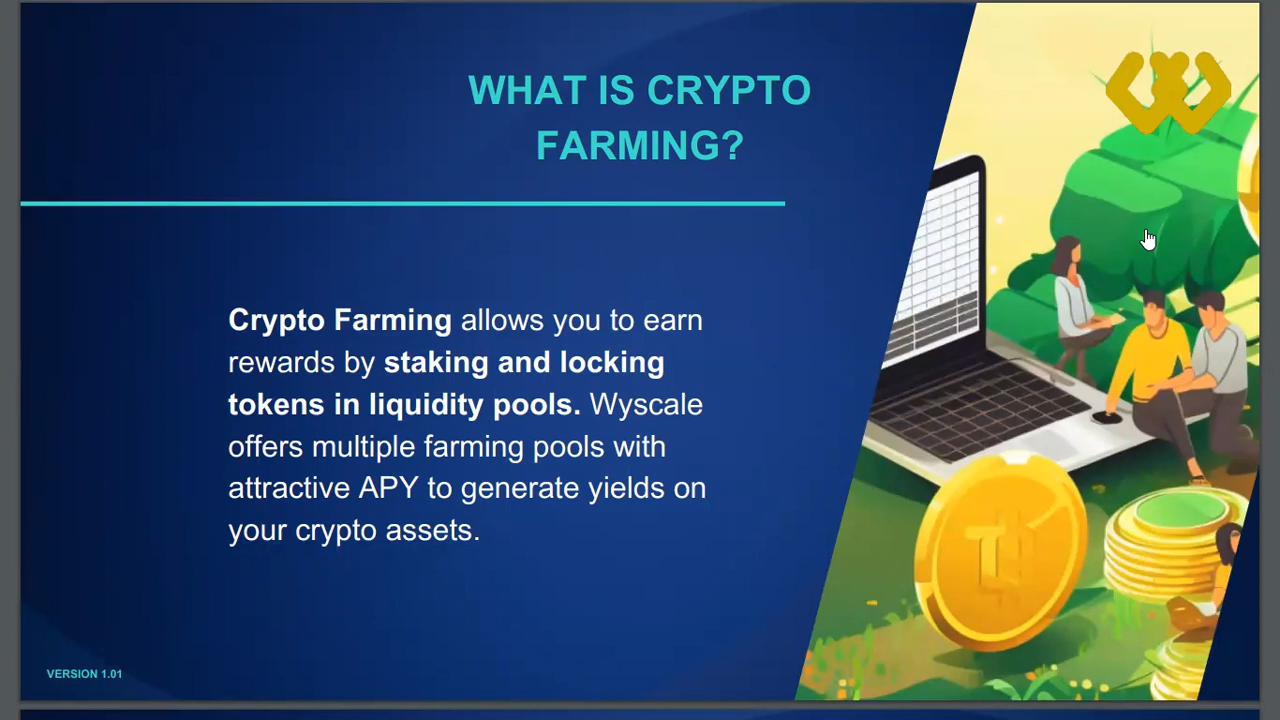 WHAT IS CRYPTO
FARMING?
Crypto Farming allows you to earn
rewards by staking and locking
tokens in liquidity pools. Wyscale
offers multiple farming pools with
attractive APY to generate yields on
your crypto assets.
VERSION 1.01